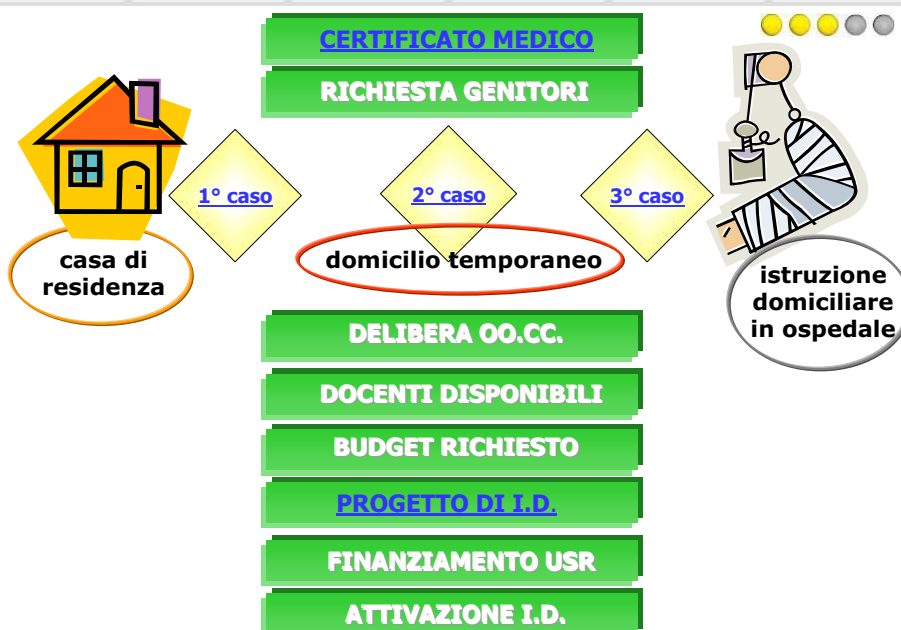 CERTIFICATO MEDICO
RICHIESTA GENITORI
1° caso
2° caso
3° caso
casa di
residenza
domicilio temporaneo
istruzione
domiciliare
in ospedale
DELIBERA OO.CC.
DOCENTI DISPONIBILI
BUDGET RICHIESTO
PROGETTO DI I.D.
FINANZIAMENTO USR
ATTIVAZIONE I.D.